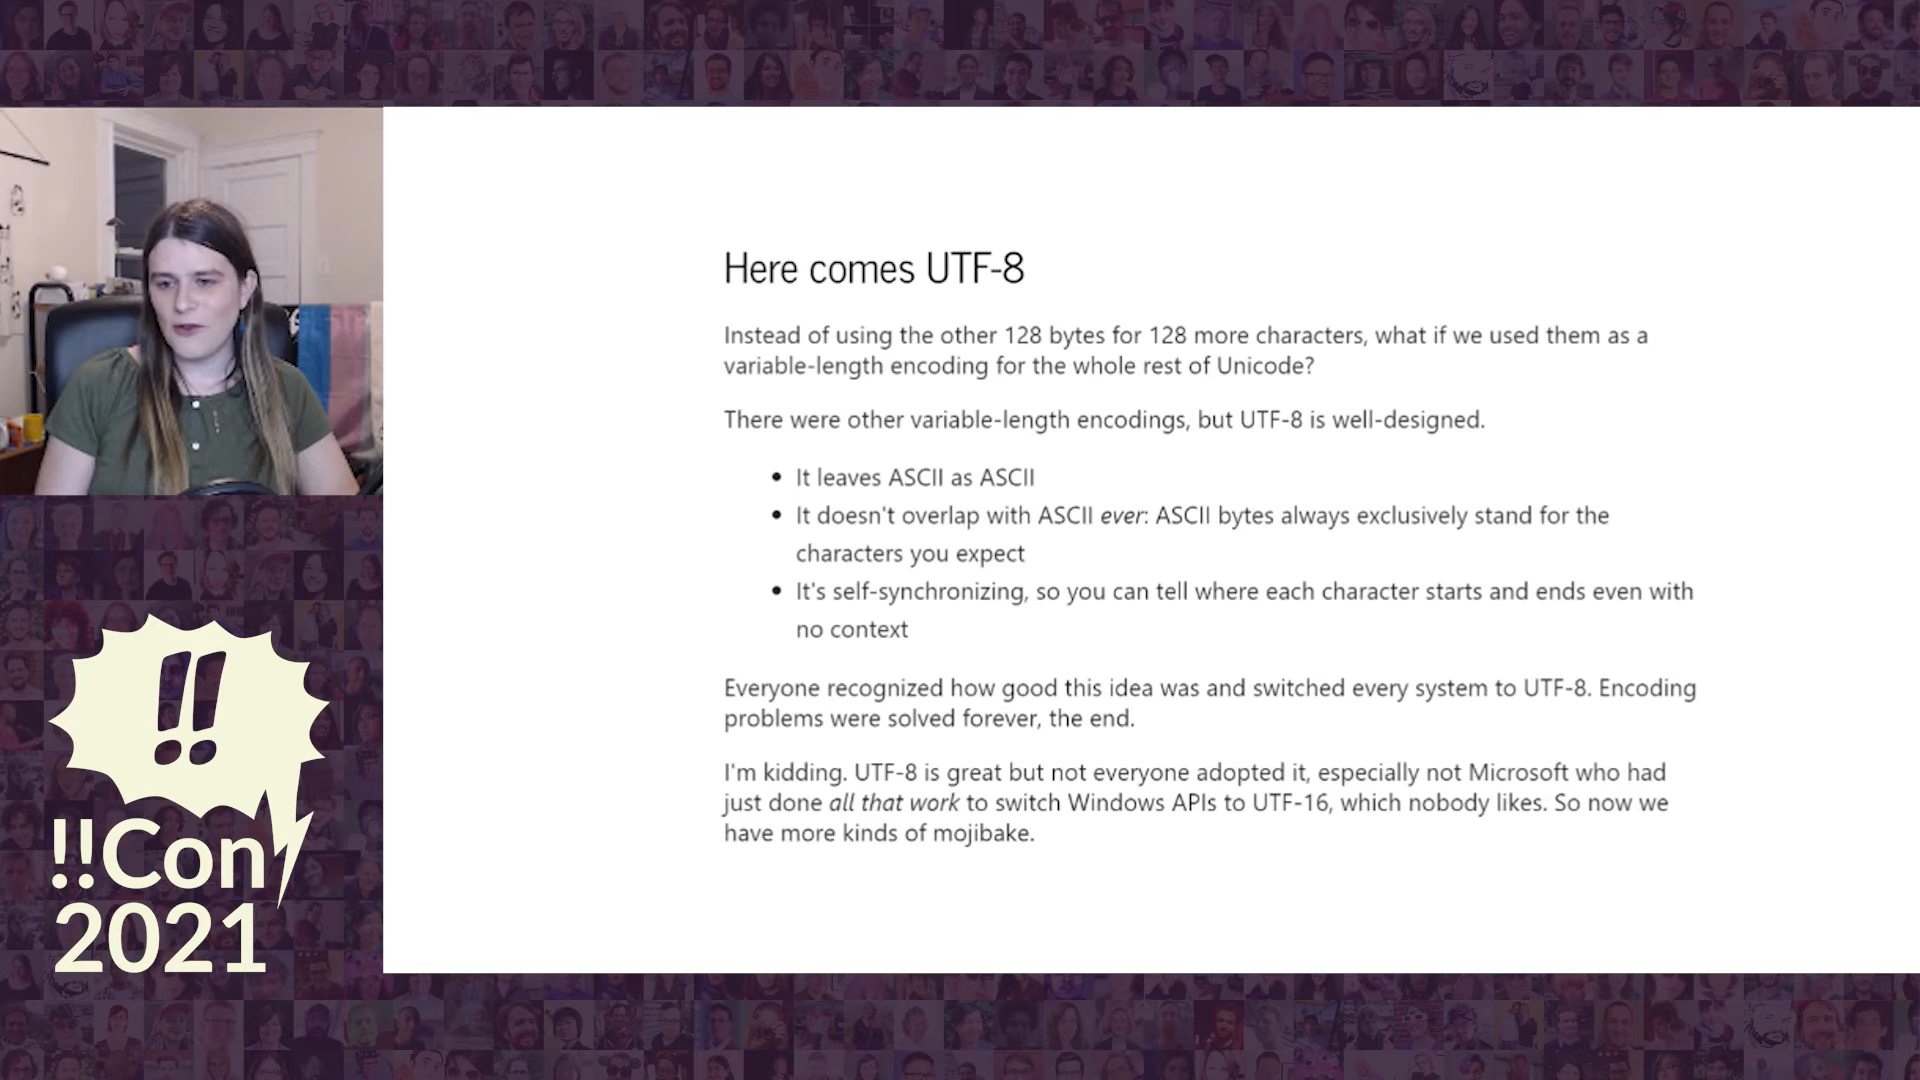 Here comes UTF-8
Instead of using the other 128 bytes for 128 more characters, what if we used them as a
variable-length encoding for the whole rest of Unicode?
There were other variable-length encodings, but UTF-8 is well-designed.
• It leaves ASCII as ASCII
• It doesn't overlap with ASCII ever: ASCII bytes always exclusively stand for the
characters you expect
• It's self-synchronizing, so you can tell where each character starts and ends even with
no context
Everyone recognized how good this idea was and switched every system to UTF-8. Encoding
problems were solved forever, the end.
I'm kidding. UTF-8 is great but not everyone adopted it, especially not Microsoft who had
just done all that work to switch Windows APIs to UTF-16, which nobody likes. So now we
have more kinds of mojibake.
!!
!!Con
2021